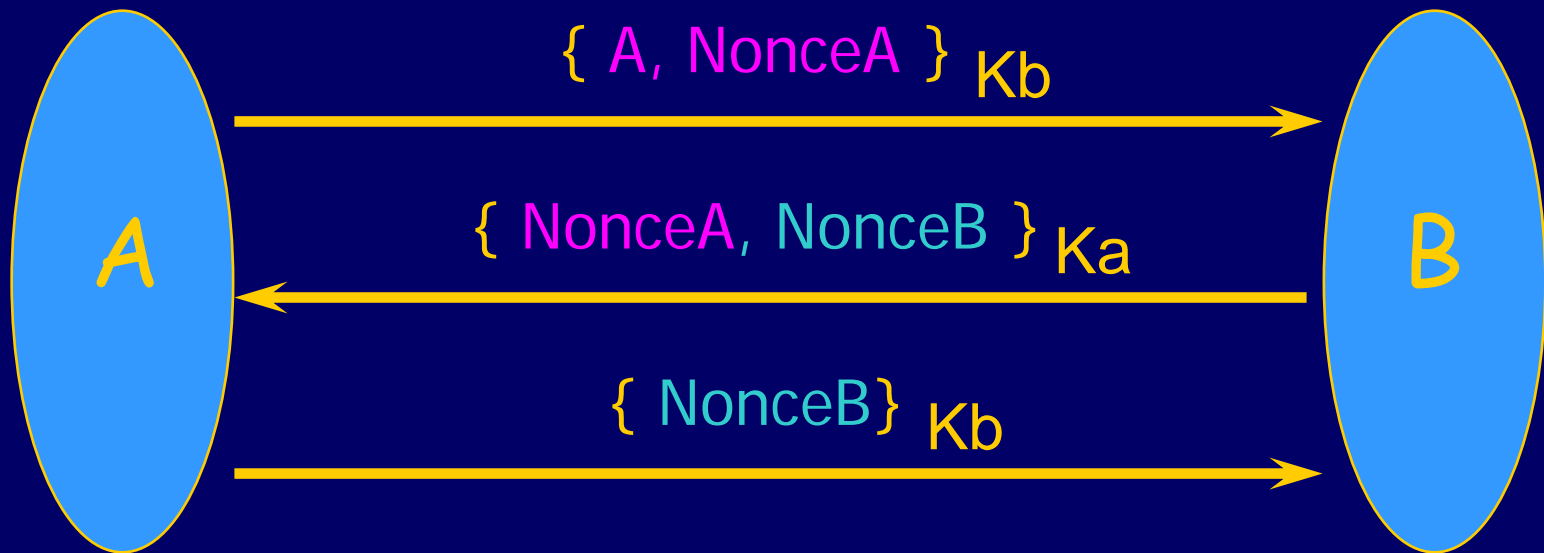 { A, NonceA } Kb
A
{ NonceA, NonceB } Ka
B
{ NonceB} Kb